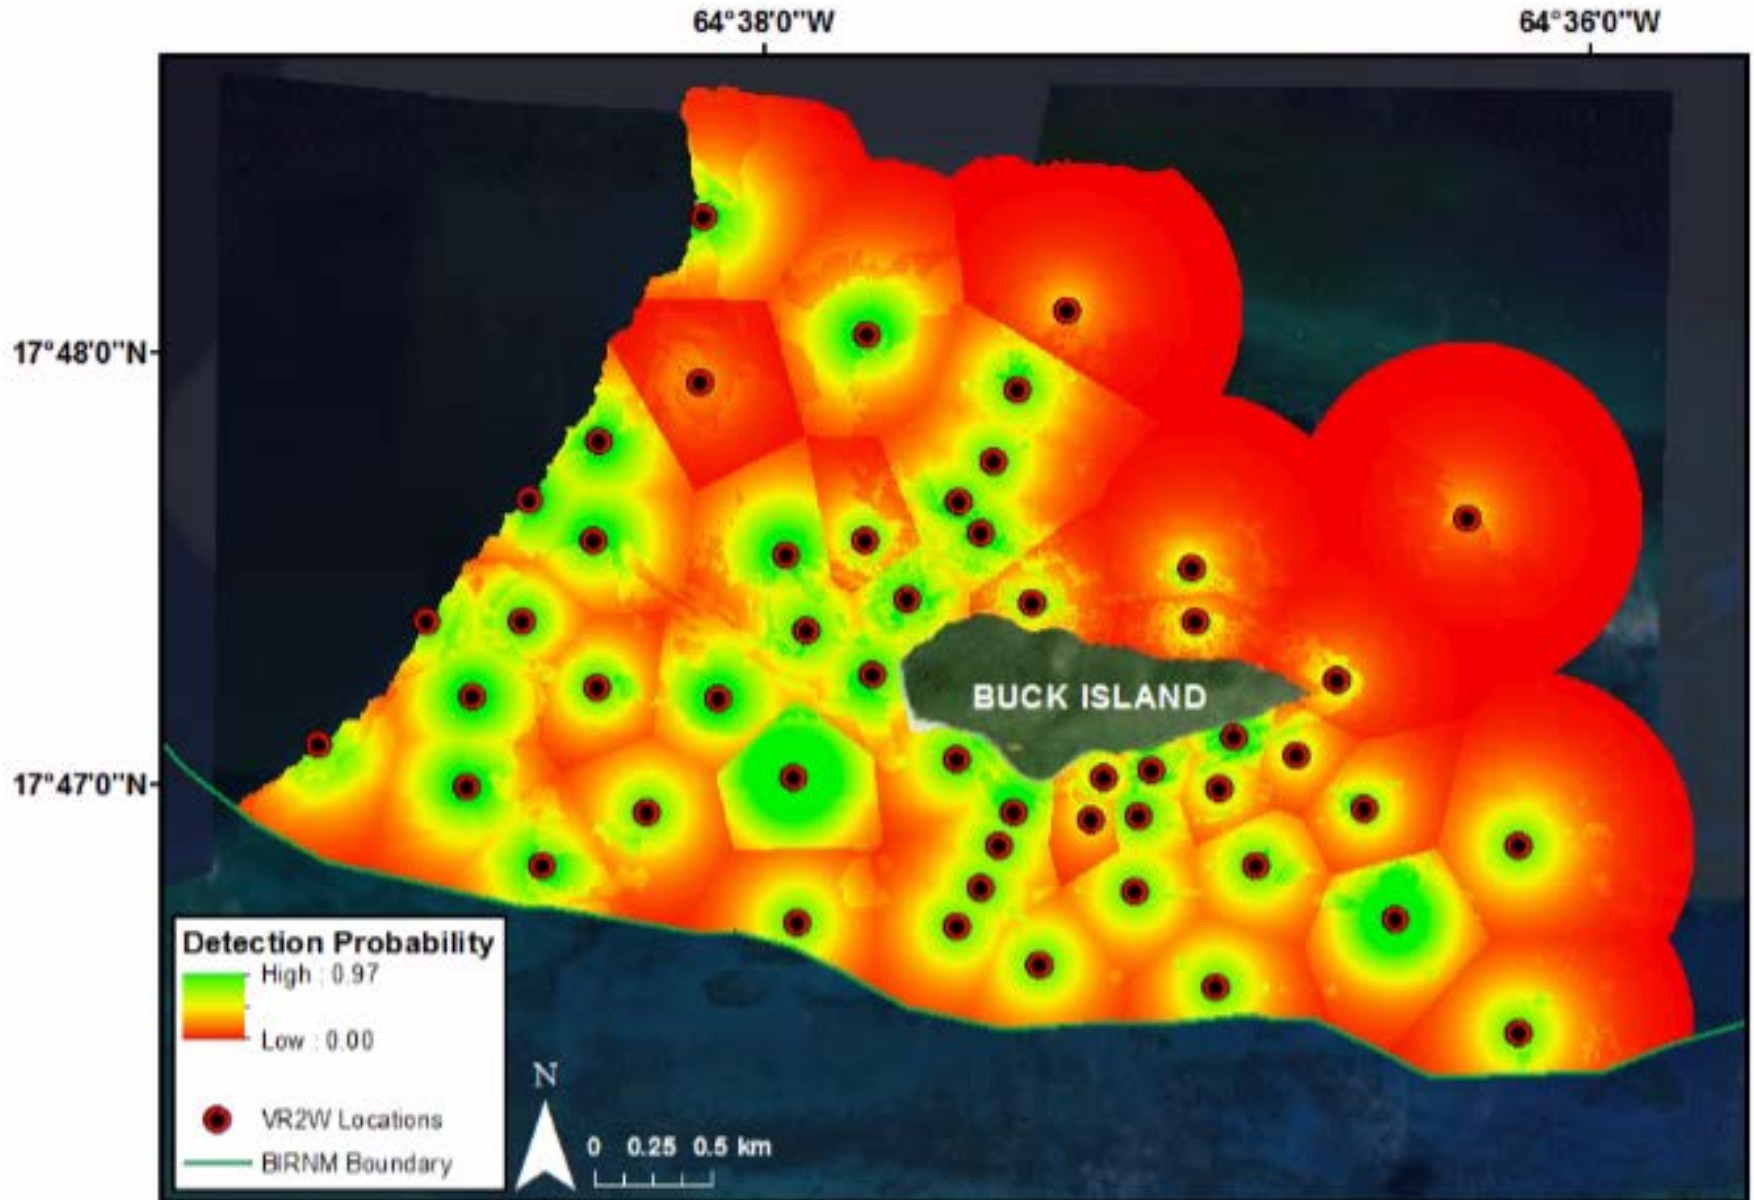 64°38'0"W 64°36'0"W
17°48'0"N
BUCK ISLAND
17°47'0"N
Detection Probability
High : 0.97
Low : 0.00
N
VR2W Locations
0 0.25 0.5 km
BIRNM Boundary